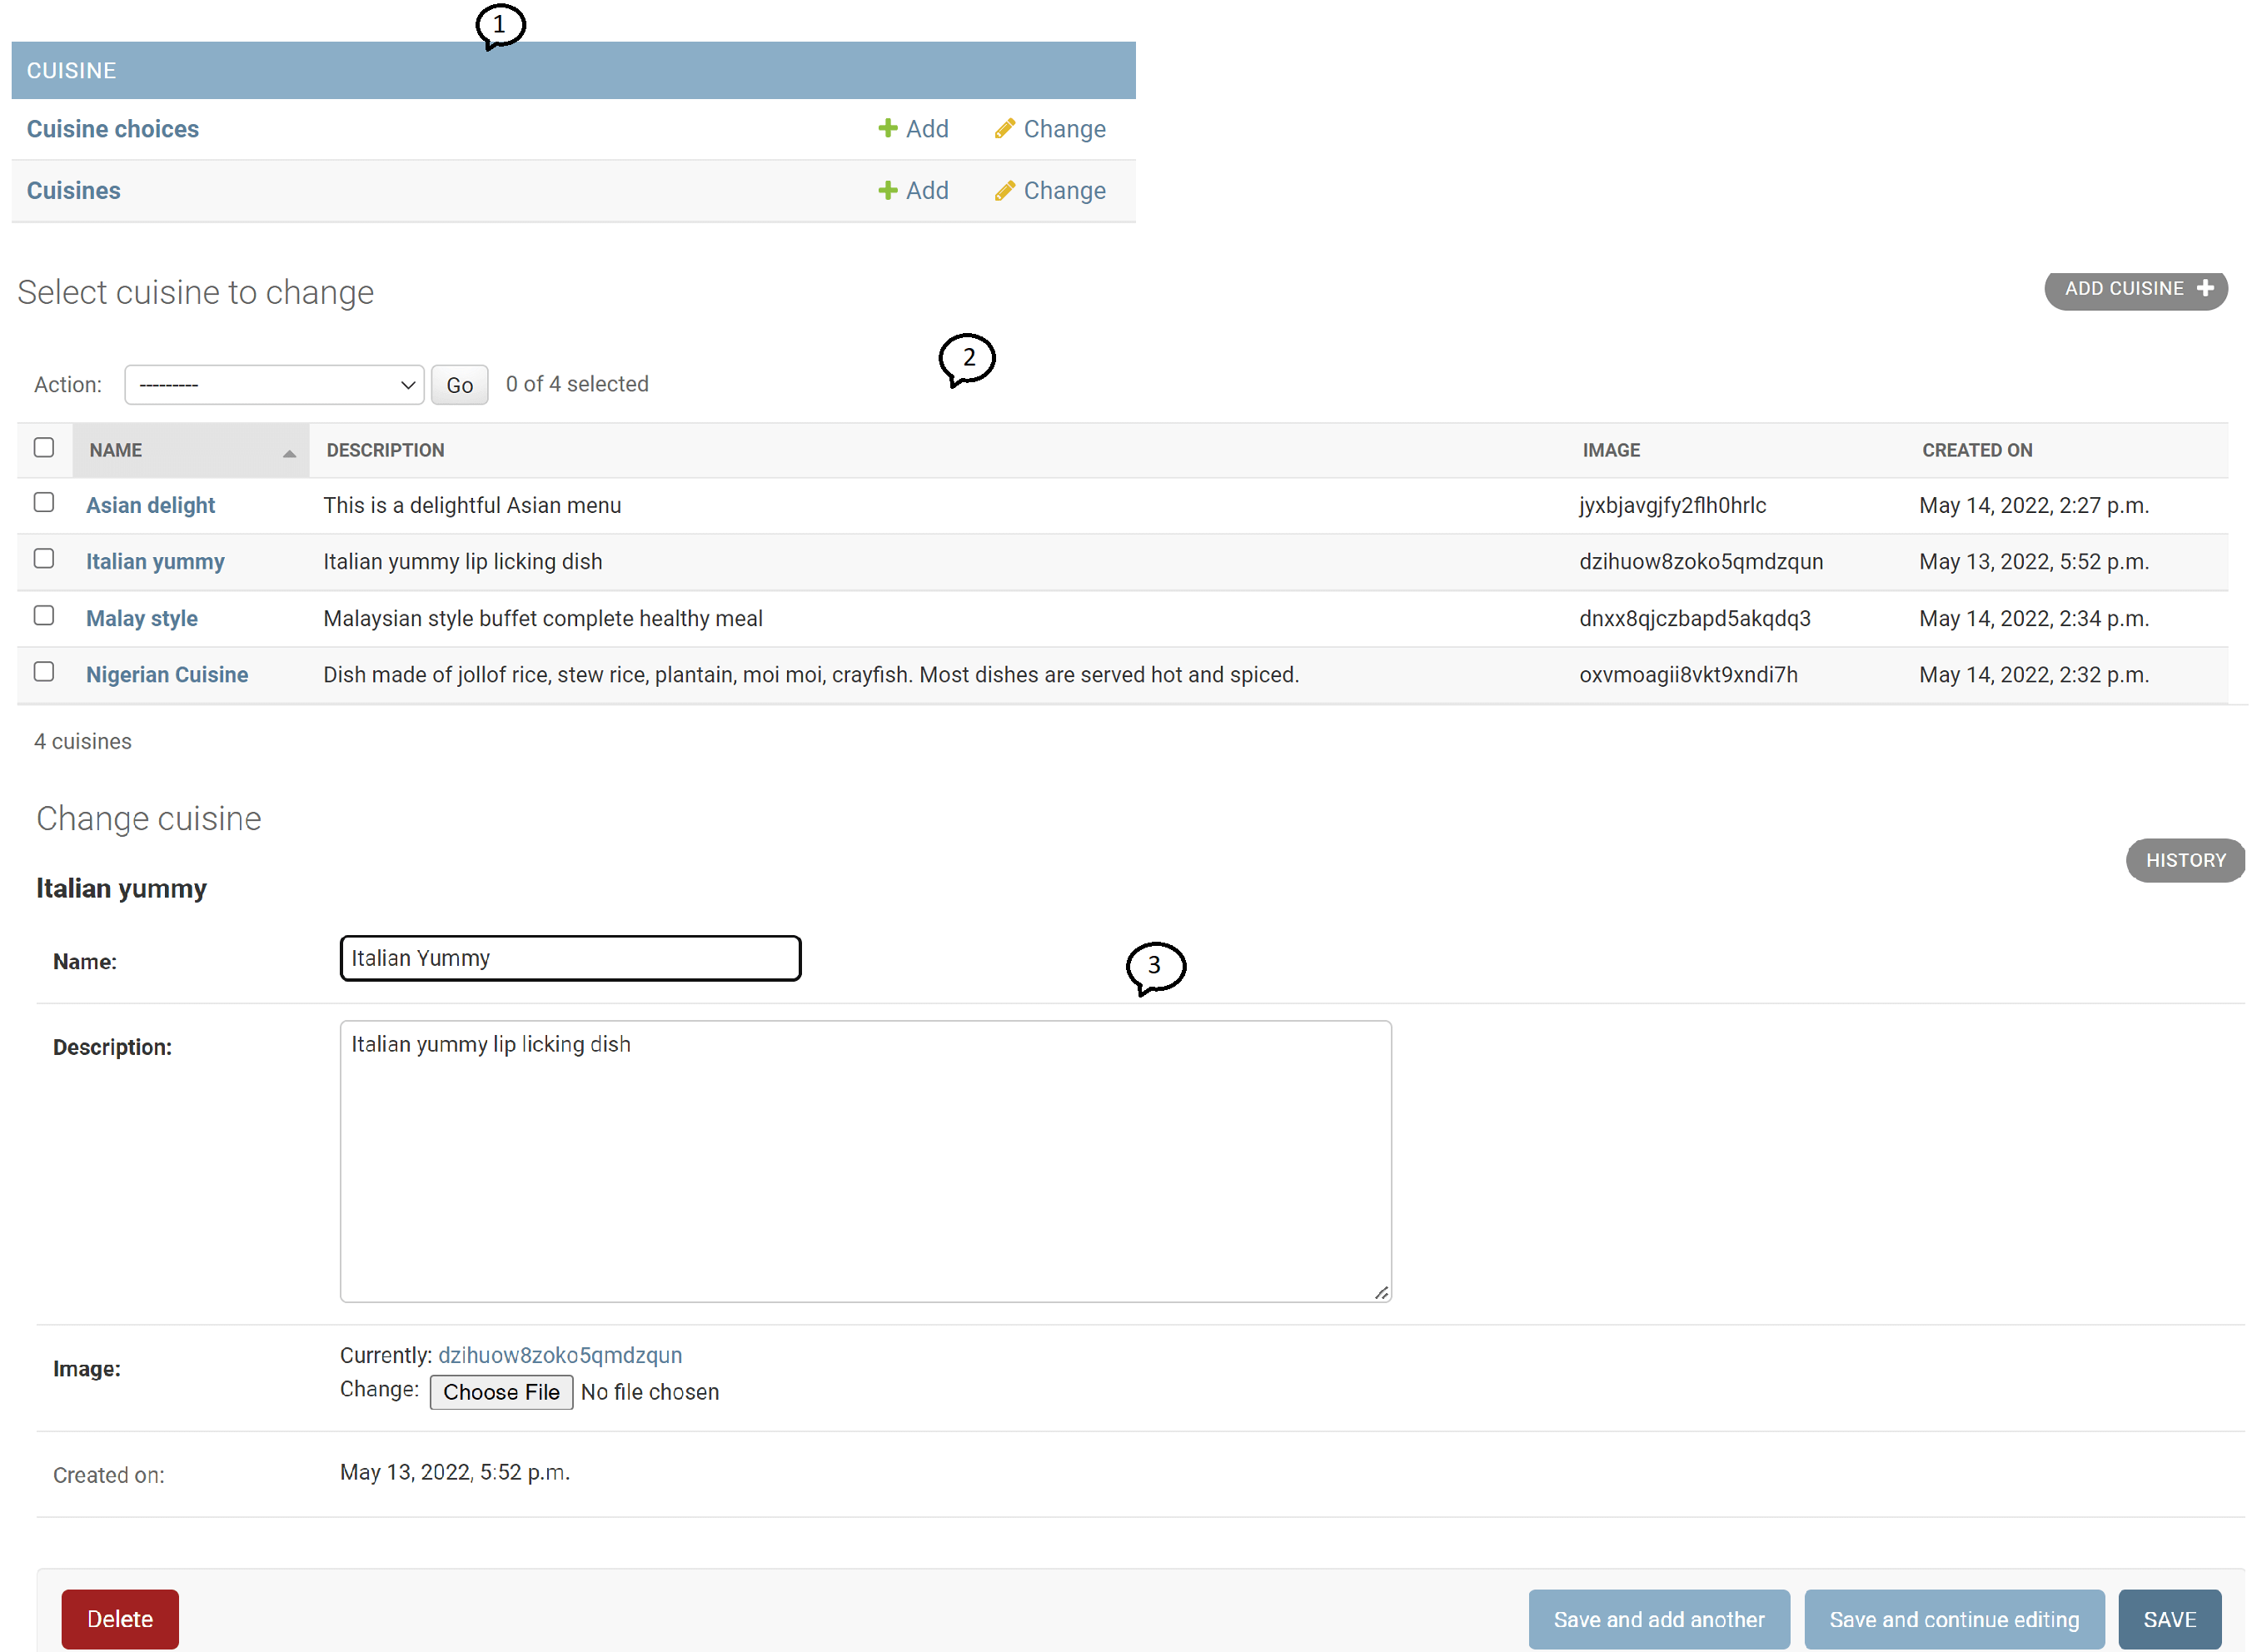 1
CUISINE
Cuisine choices Add Change
Cuisines Add Change
Select cuisine to change ADD CUISINE
2
Action: --------- Go 0 of 4 selected
NAME DESCRIPTION IMAGE CREATED ON
Asian delight This is a delightful Asian menu jyxbjavgjfy2flh0hrlc May 14, 2022, 2:27 p.m.
Italian yummy Italian yummy lip licking dish dzihuow8zoko5qmdzqun May 13, 2022, 5:52 p.m.
Malay style Malaysian style buffet complete healthy meal dnxx8qjczbapd5akqdq3 May 14, 2022, 2:34 p.m.
Nigerian Cuisine Dish made of jollof rice, stew rice, plantain, moi moi, crayfish. Most dishes are served hot and spiced. oxvmoagii8vkt9xndi7h May 14, 2022, 2:32 p.m.
4 cuisines
Change cuisine
HISTORY
Italian yummy
Name: Italian Yummy
3
Description: Italian yummy lip licking dish
Image: Currently: dzihuow8zoko5qmdzqun
Change: Choose File No file chosen
Created on: May 13, 2022, 5:52 p.m.
Delete Save and add another Save and continue editing SAVE